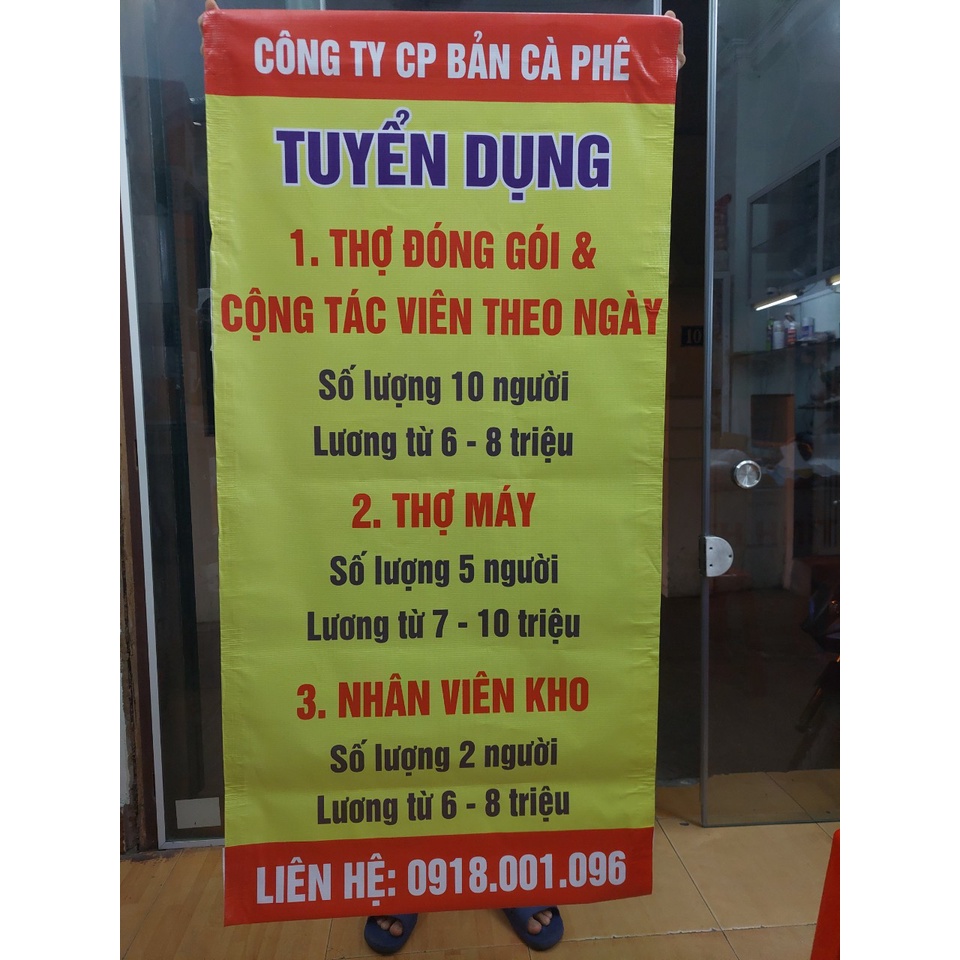 CÔNG TY CP BẢN CÀ PHÊ
TUYỂN DỤNG
1. THỢ ĐÓNG GÓI &
CỘNG TÁC VIÊN THEO NGÀY
Số lượng 10 người
Lương từ 6 - 8 triệu
2. THỢ MÁY
Số lượng 5 người
Lương từ 7 - 10 triệu
3. NHÂN VIÊN KHO
Số lượng 2 người
Lương từ 6 - 8 triệu
LIÊN HỆ: 0918.001.096
10